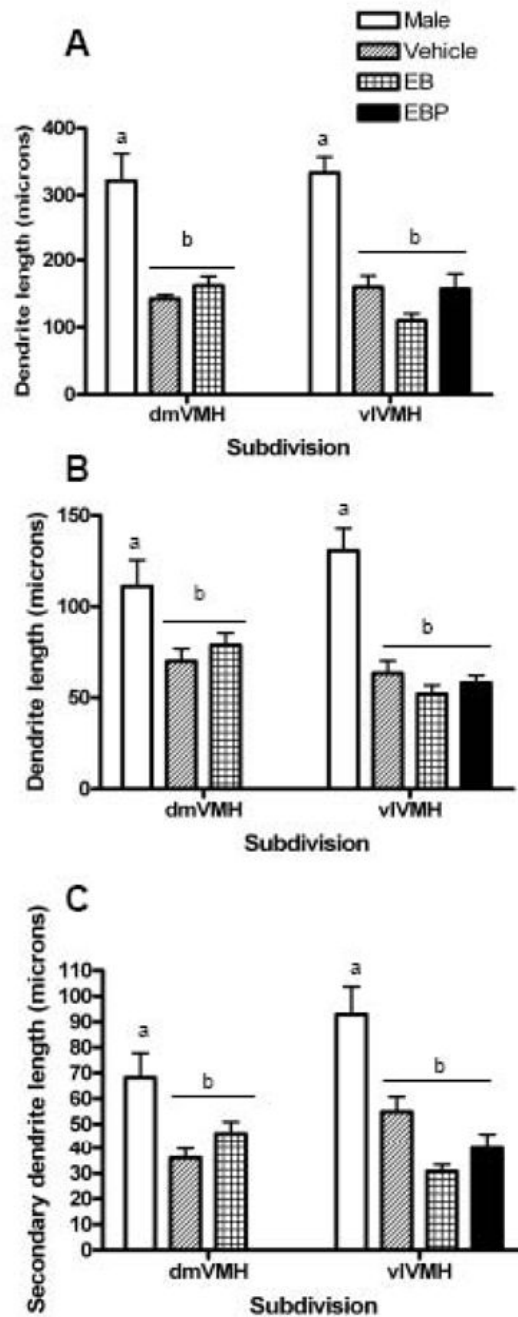 Male
Vehicle
EB
EBP
A
Dendrite length (microns)
400
300
200
100
0
a
b
a
b
dmVMH
vlVMH
Subdivision
B
Dendrite length (microns)
150
100
50
0
a
b
a
b
dmVMH
vlVMH
Subdivision
C
Secondary dendrite length (microns)
110
100
90
80
70
60
50
40
30
20
10
0
a
b
a
b
dmVMH
vlVMH
Subdivision